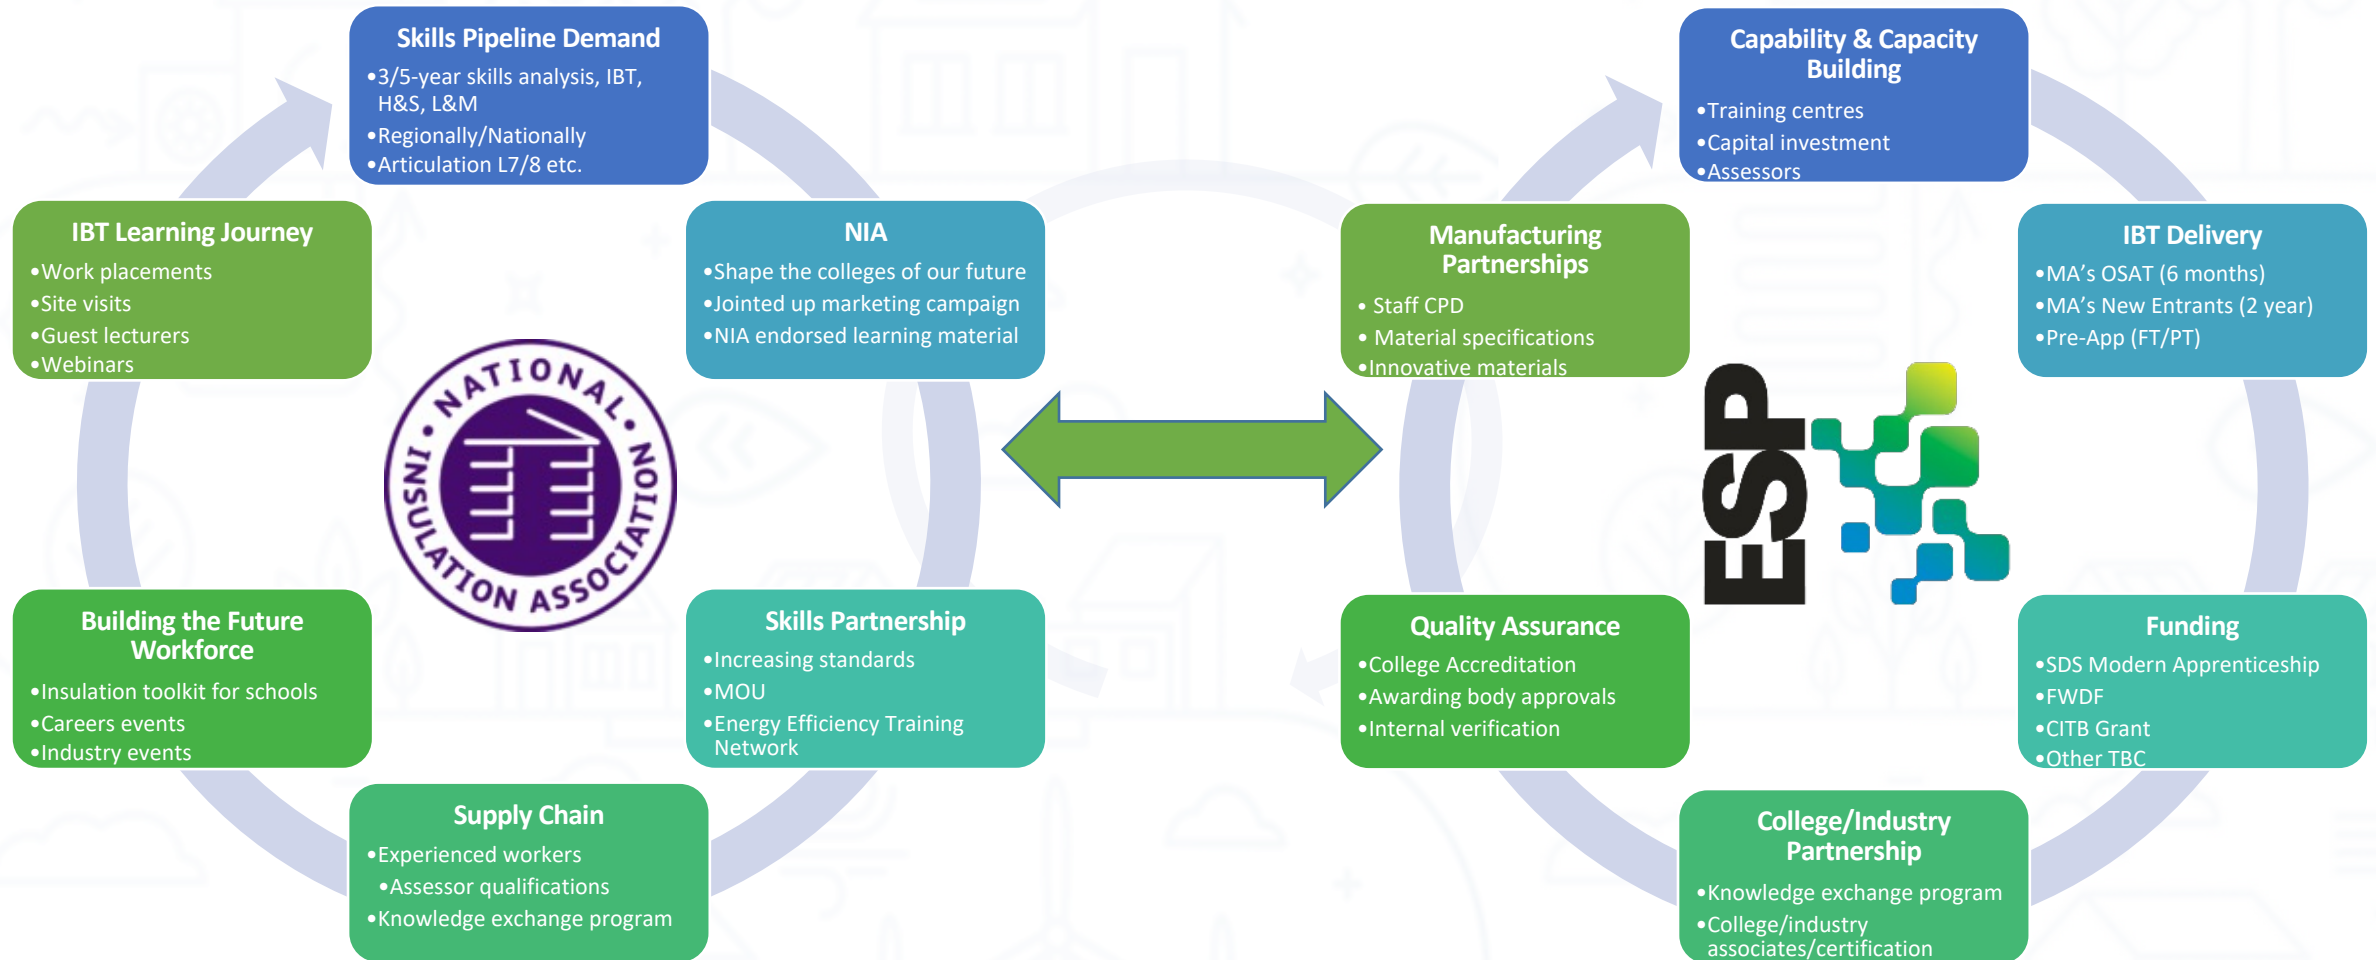 Skills Pipeline Demand
•3/5-year skills analysis, IBT,
H&S, L&M
•Regionally/Nationally
•Articulation L7/8 etc.
NIA
•Shape the colleges of our future
•Jointed up marketing campaign
•NIA endorsed learning material
Skills Partnership
•Increasing standards
•MOU
•Energy Efficiency Training
Network
Supply Chain
•Experienced workers
•Assessor qualifications
•Knowledge exchange program
Building the Future
Workforce
•Insulation toolkit for schools
•Careers events
•Industry events
IBT Learning Journey
•Work placements
•Site visits
•Guest lecturers
•Webinars
• NATIONAL •
INSULATION ASSOCIATION
Capability & Capacity
Building
•Training centres
•Capital investment
•Assessors
IBT Delivery
•MA's OSAT (6 months)
•MA's New Entrants (2 year)
•Pre-App (FT/PT)
Funding
•SDS Modern Apprenticeship
•FWDF
•CITB Grant
•Other TBC
College/Industry
Partnership
•Knowledge exchange program
•College/industry
associates/certification
Quality Assurance
•College Accreditation
•Awarding body approvals
•Internal verification
Manufacturing
Partnerships
• Staff CPD
• Material specifications
•Innovative materials
ESP